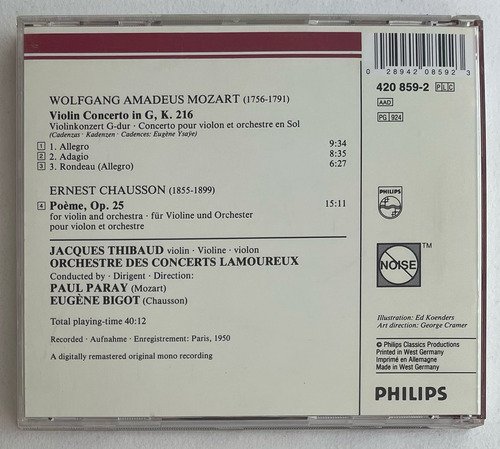 WOLFGANG AMADEUS MOZART (1756-1791)
Violin Concerto in G, K. 216
Violinkonzert G-dur · Concerto pour violon et orchestre en Sol
(Cadenzas · Kadenzen · Cadences: Eugène Ysaÿe)
1 1. Allegro 9:34
2 2. Adagio 8:35
3 3. Rondeau (Allegro) 6:27
ERNEST CHAUSSON (1855-1899)
4 Poème, Op. 25 15:11
for violin and orchestra · für Violine und Orchester
pour violon et orchestre
JACQUES THIBAUD violin · Violine · violon
ORCHESTRE DES CONCERTS LAMOUREUX
Conducted by · Dirigent · Direction:
PAUL PARAY (Mozart)
EUGÈNE BIGOT (Chausson)
Total playing-time 40:12
Recorded · Aufnahme · Enregistrement: Paris, 1950
A digitally remastered original mono recording
0 28942 08592 3
420 859-2 PLC
AAD
PG 924
PHILIPS
NOISE
TM
Illustration: Ed Koenders
Art direction: George Cramer
℗ Philips Classics Productions
Printed in West Germany
Imprimé en Allemagne
Made in West Germany
PHILIPS